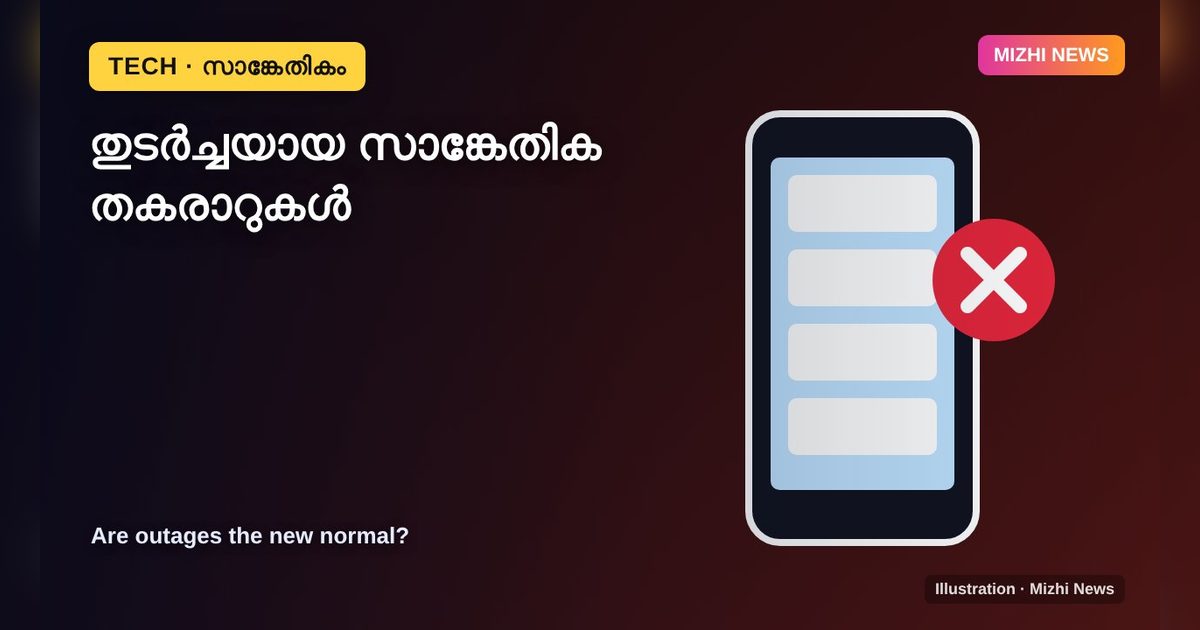 TECH · സാങ്കേതികം
MIZHI NEWS
തുടർച്ചയായ സാങ്കേതിക
തകരാറുകൾ
Are outages the new normal?
Illustration · Mizhi News